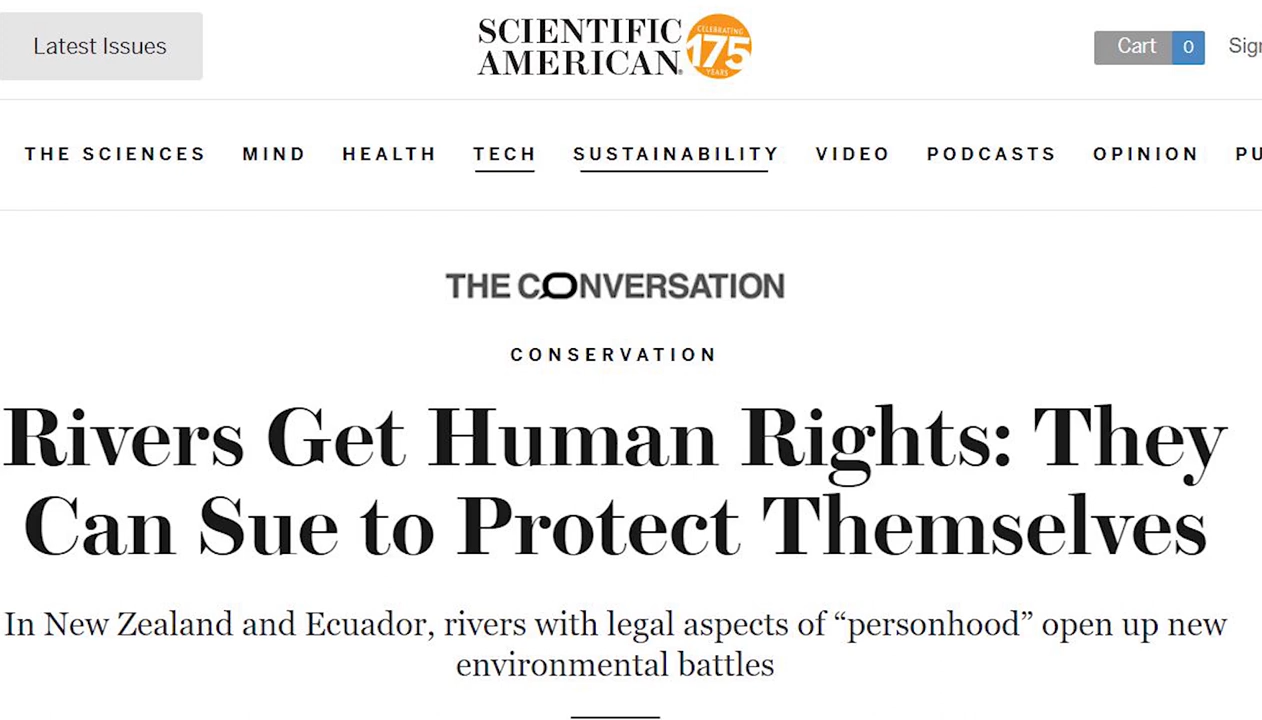 Latest Issues
SCIENTIFIC
AMERICAN®
CELEBRATING
175
YEARS
Cart 0
Sign
THE SCIENCES MIND HEALTH TECH SUSTAINABILITY VIDEO PODCASTS OPINION PU
THE CONVERSATION
CONSERVATION
Rivers Get Human Rights: They
Can Sue to Protect Themselves
In New Zealand and Ecuador, rivers with legal aspects of “personhood” open up new
environmental battles